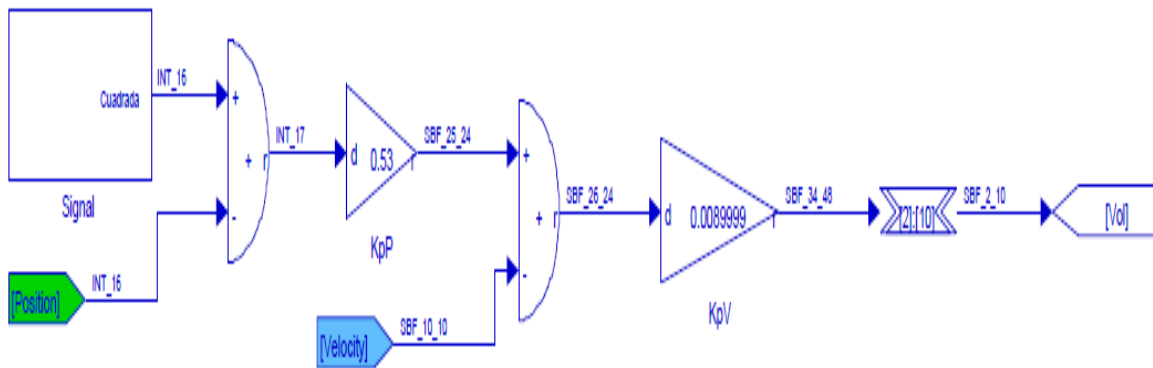 Cuadrada
Signal
INT_16
[Position]
INT_16
+
-
+ r
INT_17
d 0.53 r
KpP
SBF_25_24
[Velocity]
SBF_10_10
+
-
+ r
SBF_26_24
d 0.0089999 r
KpV
SBF_34_48
[2]:[10]
SBF_2_10
[Vol]